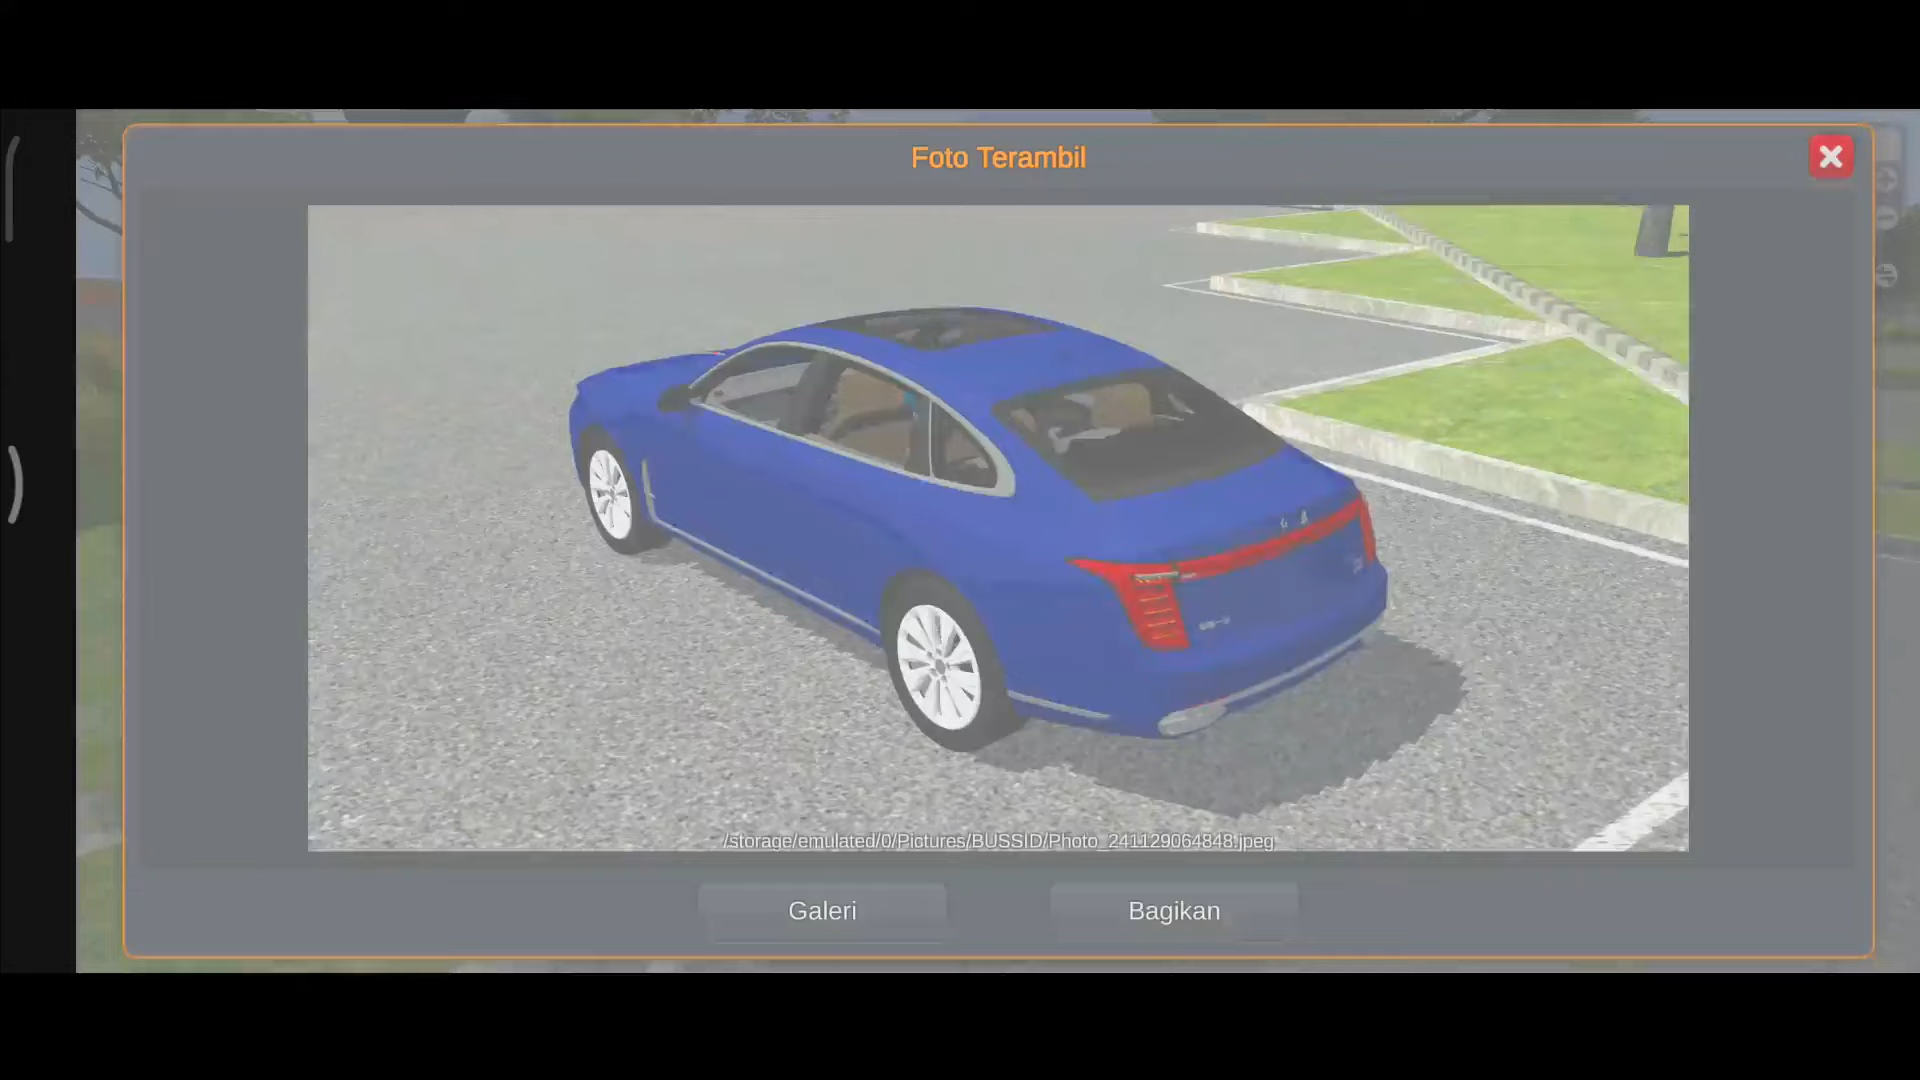 Foto Terambil
/storage/emulated/0/Pictures/BUSSID/Photo_241129064848.jpeg
Galeri
Bagikan